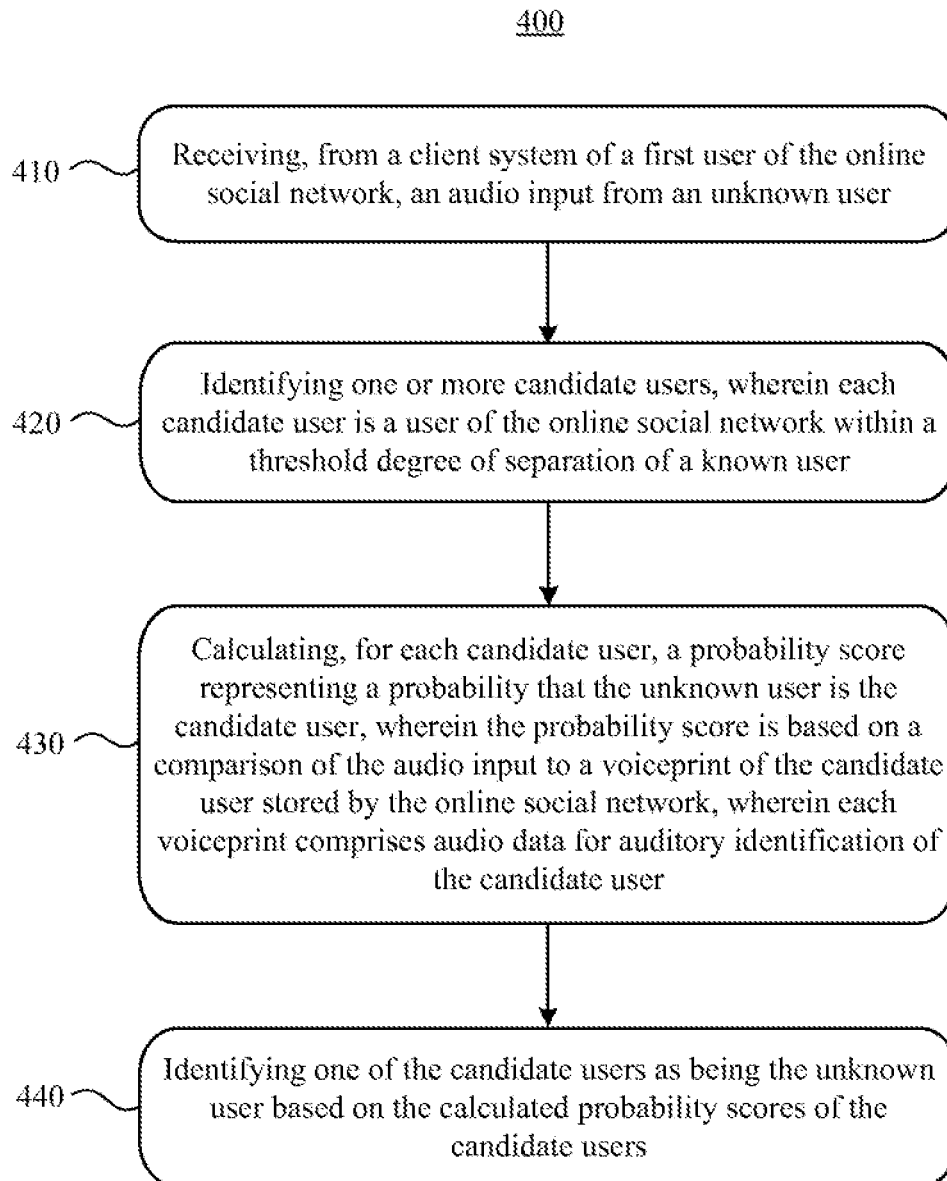 400
410
Receiving, from a client system of a first user of the online
social network, an audio input from an unknown user
420
Identifying one or more candidate users, wherein each
candidate user is a user of the online social network within a
threshold degree of separation of a known user
430
Calculating, for each candidate user, a probability score
representing a probability that the unknown user is the
candidate user, wherein the probability score is based on a
comparison of the audio input to a voiceprint of the candidate
user stored by the online social network, wherein each
voiceprint comprises audio data for auditory identification of
the candidate user
440
Identifying one of the candidate users as being the unknown
user based on the calculated probability scores of the
candidate users